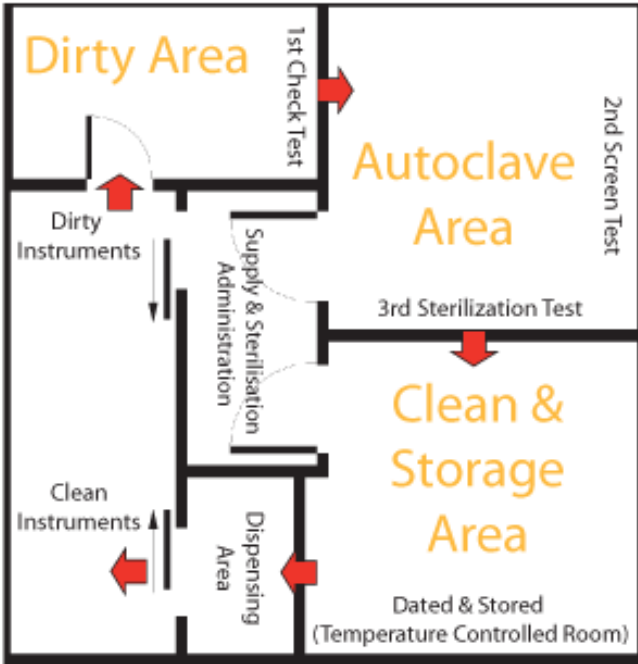 Dirty Area
1st Check Test
Autoclave
Area
2nd Screen Test
3rd Sterilization Test
Dirty
Instruments
Supply & Sterilisation
Administration
Clean &
Storage
Area
Dated & Stored
(Temperature Controlled Room)
Dispensing
Area
Clean
Instruments